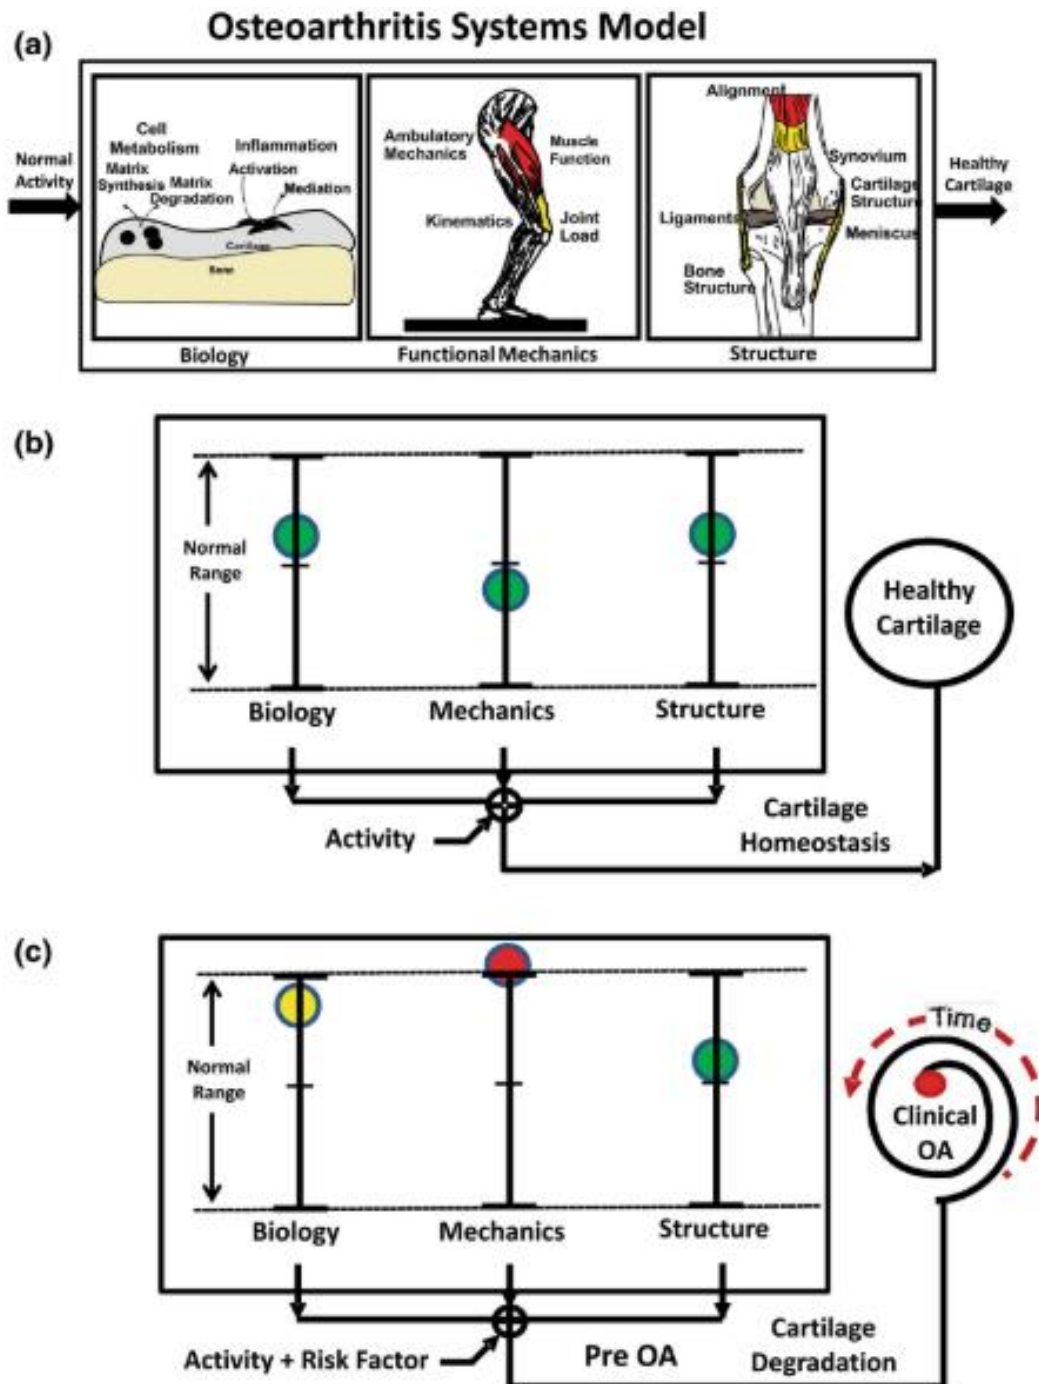 Osteoarthritis Systems Model
(a)
Normal
Activity
Cell
Metabolism
Matrix
Synthesis
Matrix
Degradation
Inflammation
Activation
Mediation
Cartilage
Bone
Biology
Ambulatory
Mechanics
Muscle
Function
Kinematics
Joint
Load
Functional Mechanics
Alignment
Synovium
Cartilage
Structure
Ligaments
Meniscus
Bone
Structure
Structure
Healthy
Cartilage
(b)
Normal
Range
Biology
Mechanics
Structure
Activity
Cartilage
Homeostasis
Healthy
Cartilage
(c)
Normal
Range
Biology
Mechanics
Structure
Activity + Risk Factor
Pre OA
Cartilage
Degradation
Time
Clinical
OA